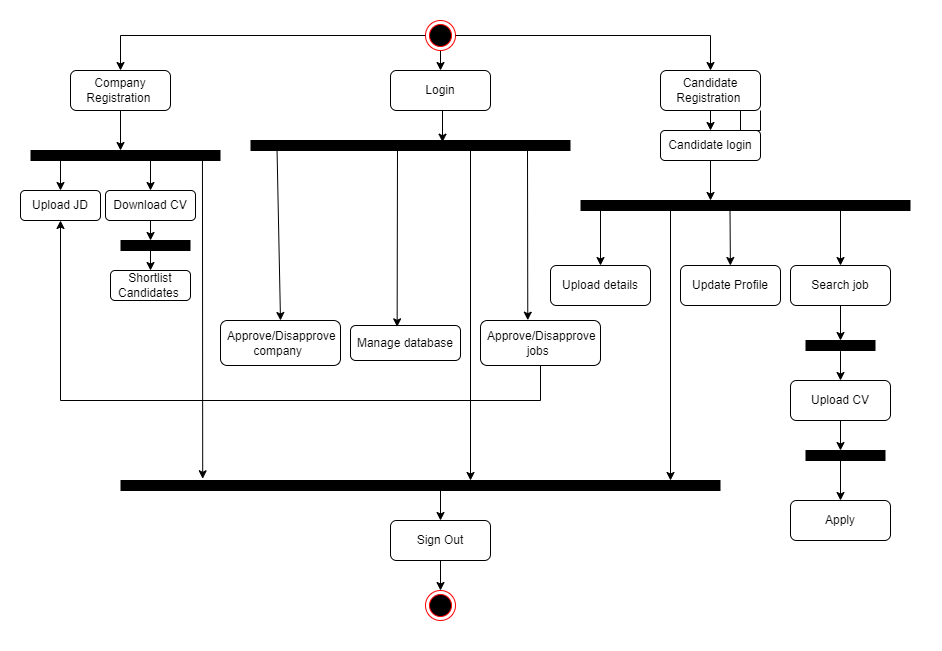 Company
Registration
Login
Candidate
Registration
Candidate login
Upload JD
Download CV
Shortlist
Candidates
Upload details
Update Profile
Search job
Approve/Disapprove
company
Manage database
Approve/Disapprove
jobs
Upload CV
Apply
Sign Out